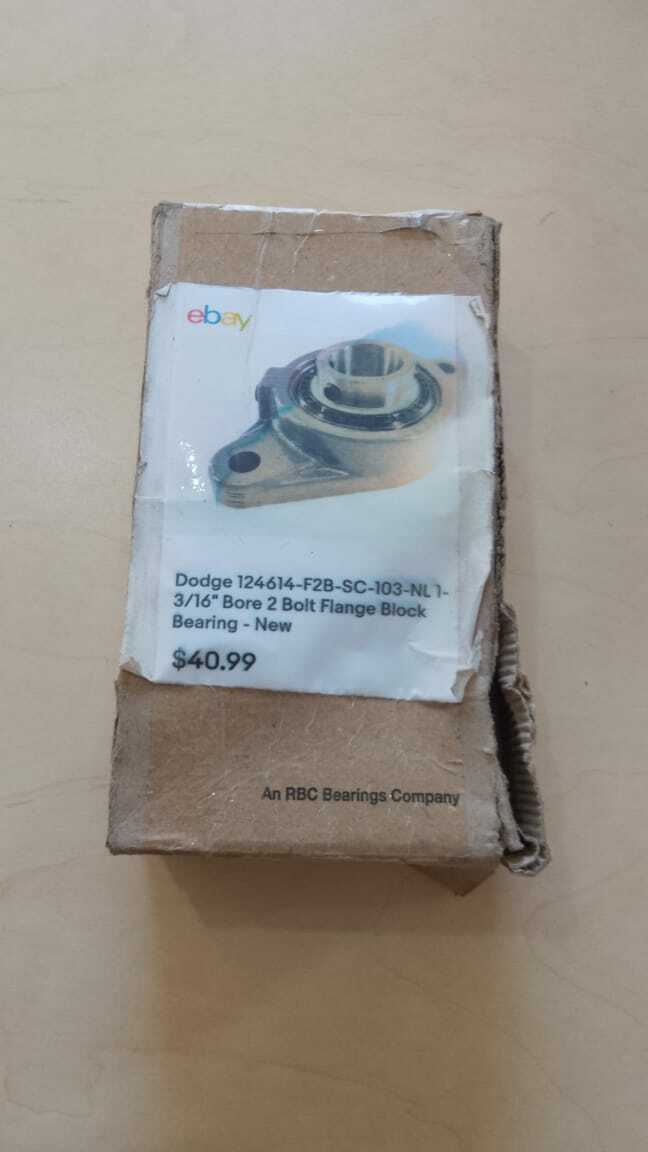 ebay
Dodge 124614-F2B-SC-103-NL 1-
3/16" Bore 2 Bolt Flange Block
Bearing - New
$40.99
An RBC Bearings Company